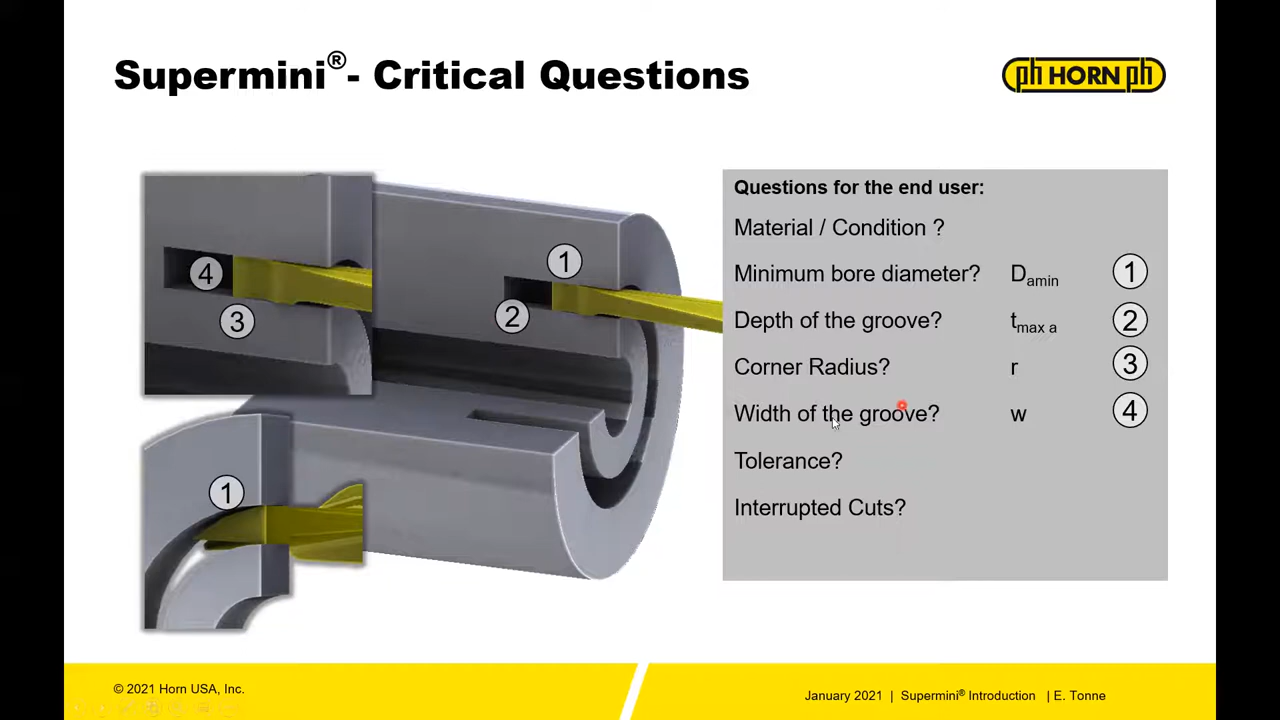 Supermini®- Critical Questions
ph HORN ph
Questions for the end user:
Material / Condition ?
Minimum bore diameter? Damin 1
Depth of the groove? tmax a 2
Corner Radius? r 3
Width of the groove? w 4
Tolerance?
Interrupted Cuts?
4
3
1
2
1
© 2021 Horn USA, Inc.
January 2021 | Supermini® Introduction | E. Tonne